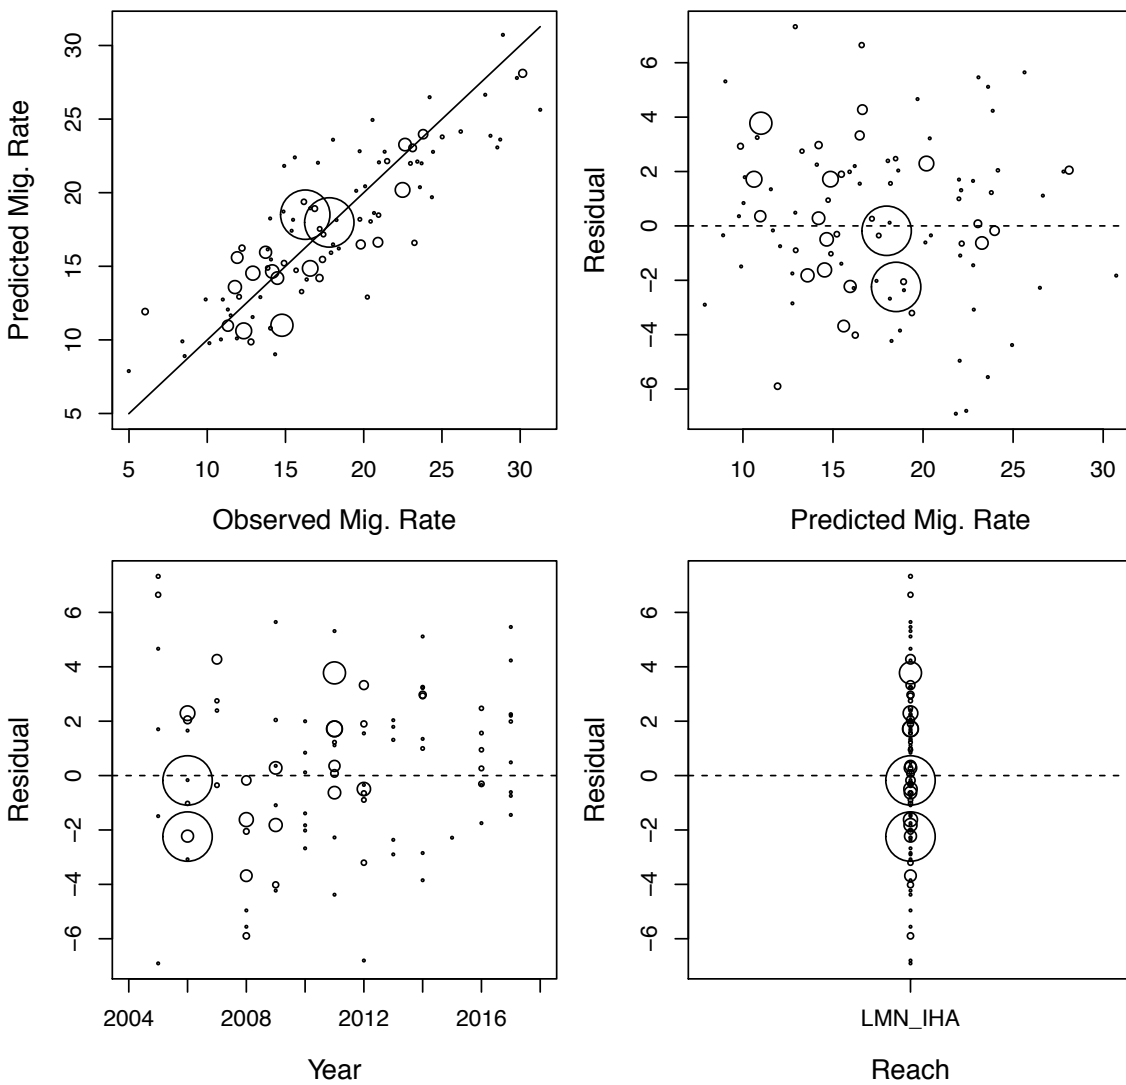 Predicted Mig. Rate
30
25
20
15
10
5
5 10 15 20 25 30
Observed Mig. Rate
Residual
6
4
2
0
−2
−4
−6
10 15 20 25 30
Predicted Mig. Rate
Residual
6
4
2
0
−2
−4
−6
2004 2008 2012 2016
Year
Residual
6
4
2
0
−2
−4
−6
LMN_IHA
Reach